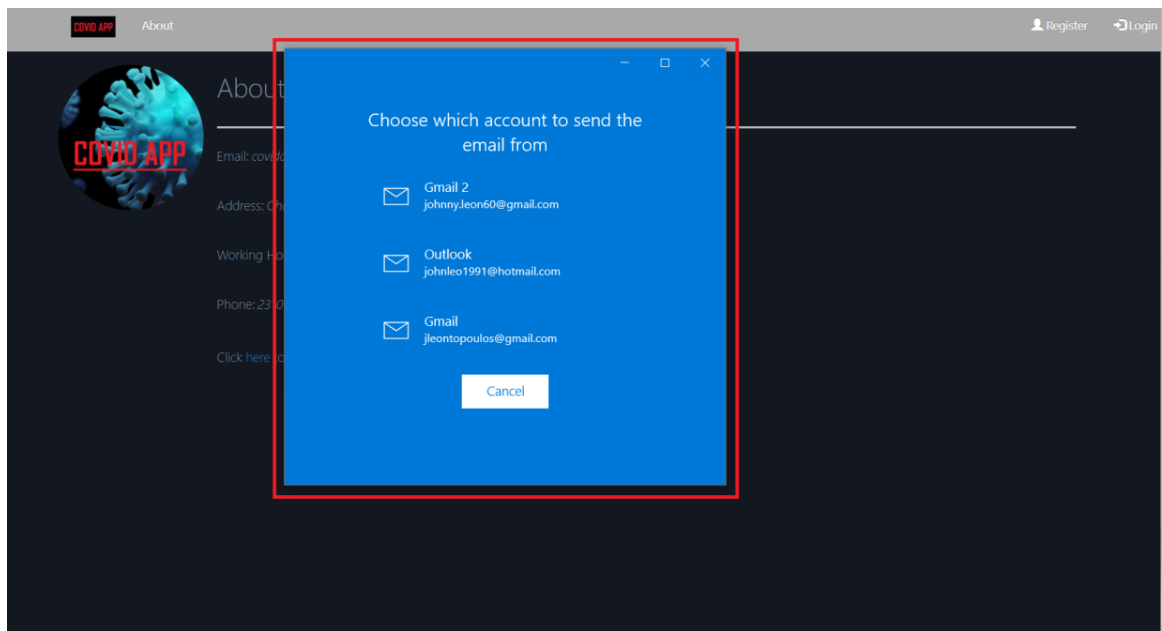 COVID APP
About
Register
Login
COVID APP
About
Choose which account to send the
email from
Email:
Gmail 2
johnny.leon60@gmail.com
Address:
Outlook
johnleo1991@hotmail.com
Working
Phone:
Gmail
jleontopoulos@gmail.com
Click here
Cancel